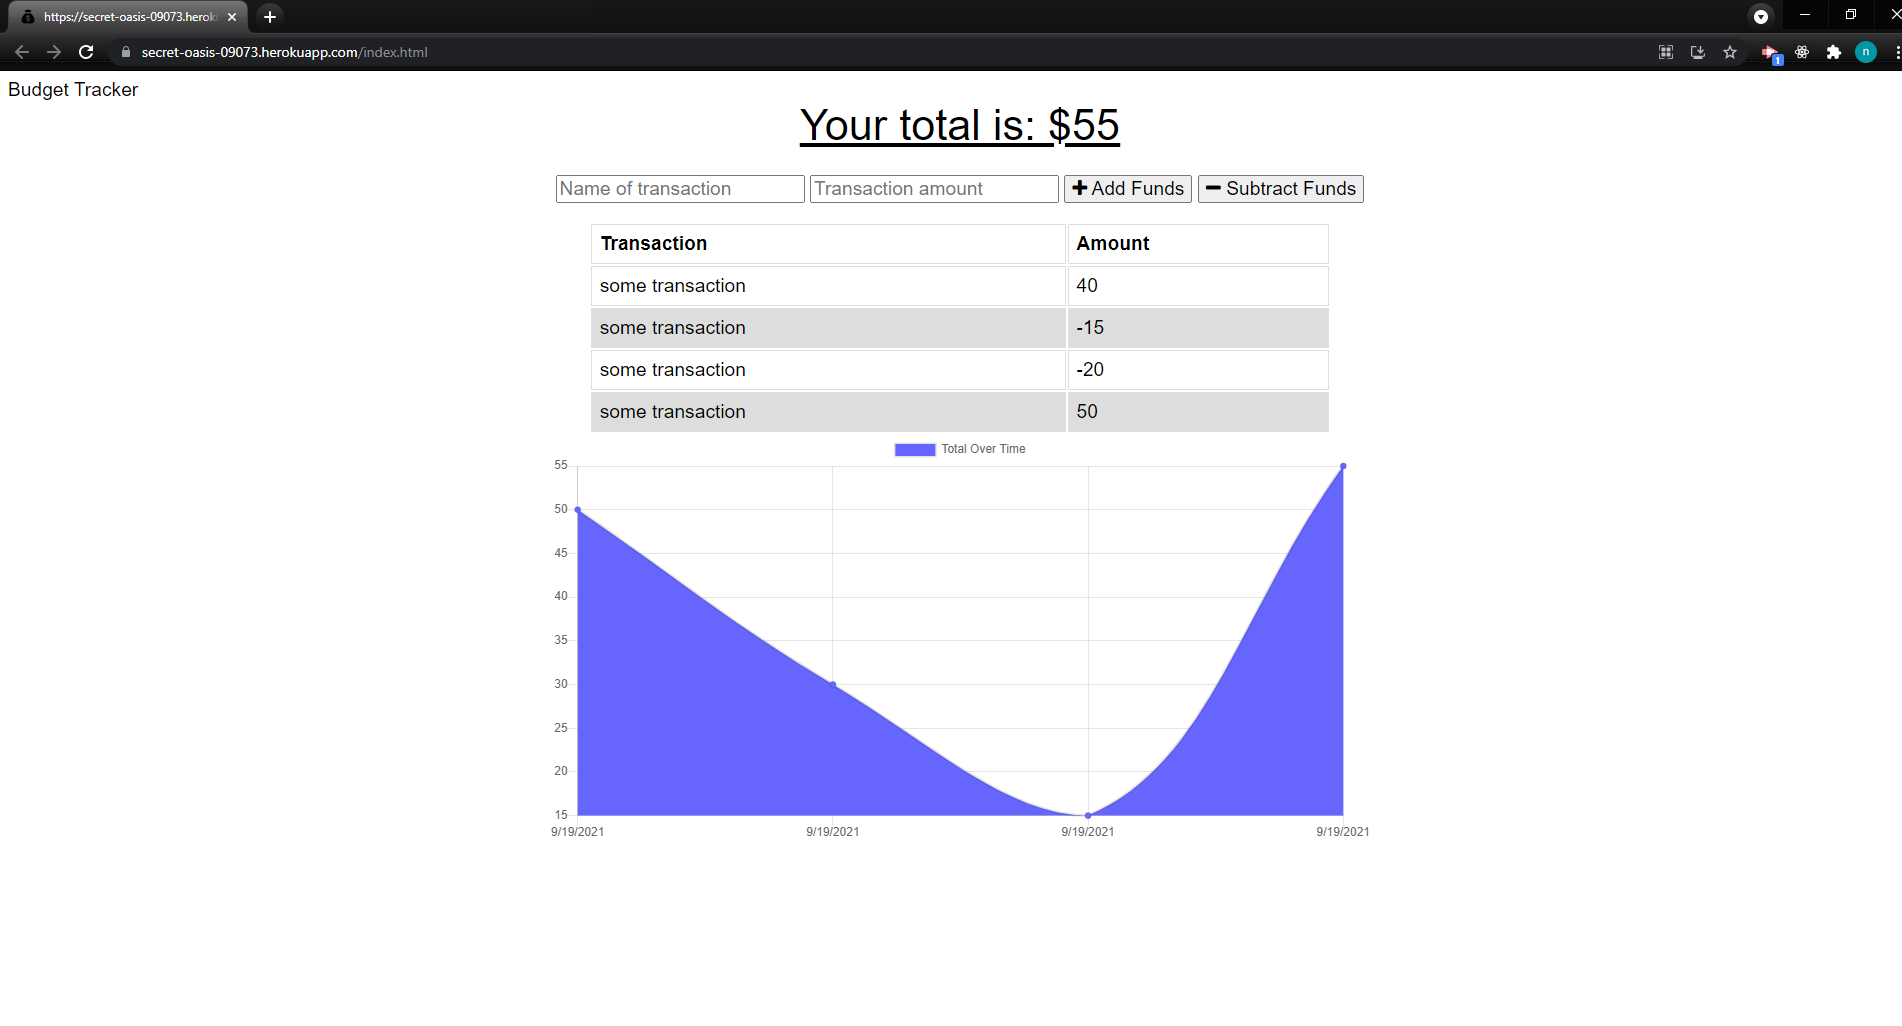 https://secret-oasis-09073.herok
secret-oasis-09073.herokuapp.com/index.html
1
n
Budget Tracker
Your total is: $55
Name of transaction Transaction amount Add Funds Subtract Funds
Transaction Amount
some transaction 40
some transaction -15
some transaction -20
some transaction 50
Total Over Time
55
50
45
40
35
30
25
20
15
9/19/2021 9/19/2021 9/19/2021 9/19/2021